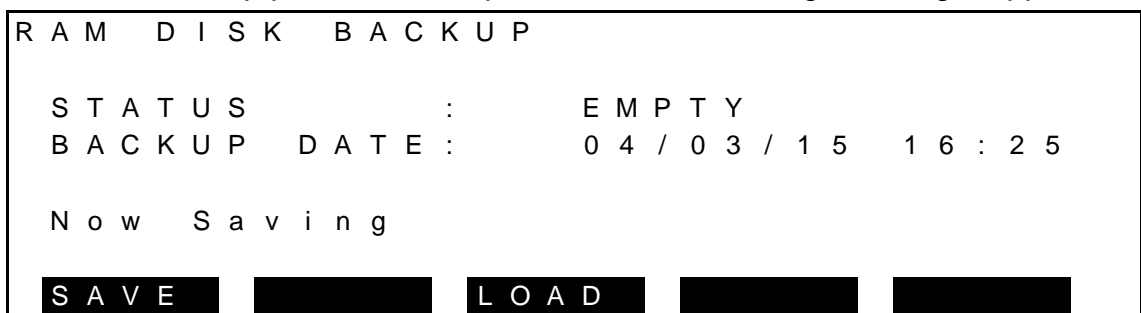 RAM DISK BACKUP
STATUS : EMPTY
BACKUP DATE: 04/03/15 16:25
Now Saving
SAVE LOAD